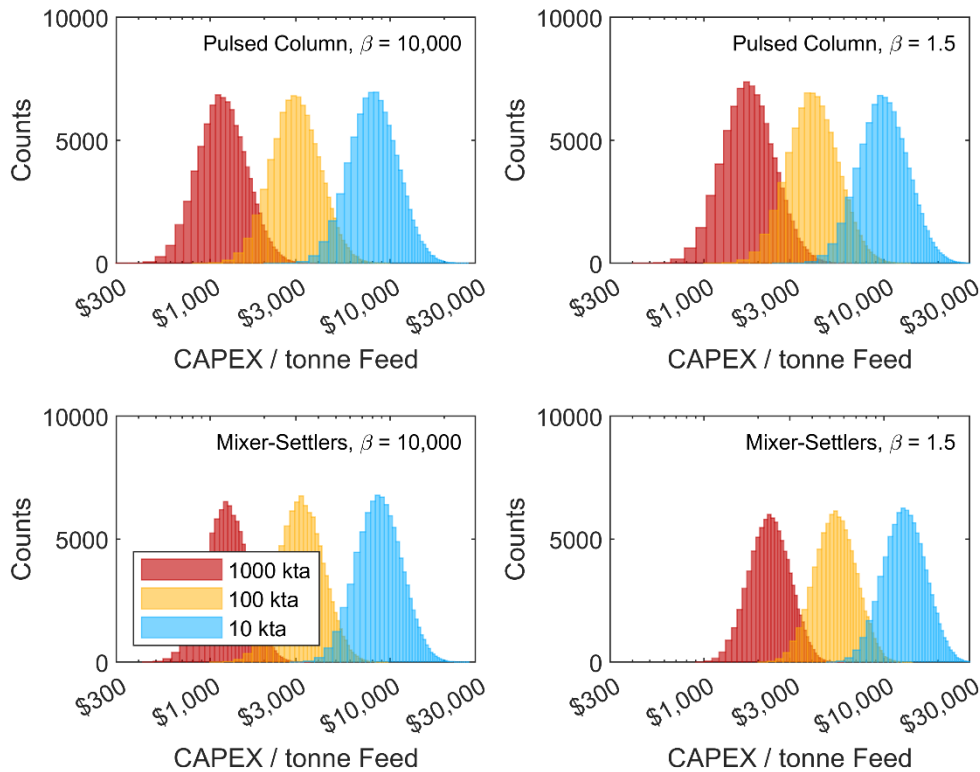 10000
Pulsed Column, β = 10,000
5000
0
Counts
$300
$1,000
$3,000
$10,000
$30,000
CAPEX / tonne Feed
10000
Pulsed Column, β = 1.5
5000
0
Counts
$300
$1,000
$3,000
$10,000
$30,000
CAPEX / tonne Feed
10000
Mixer-Settlers, β = 10,000
5000
0
Counts
1000 kta
100 kta
10 kta
$300
$1,000
$3,000
$10,000
$30,000
CAPEX / tonne Feed
10000
Mixer-Settlers, β = 1.5
5000
0
Counts
$300
$1,000
$3,000
$10,000
$30,000
CAPEX / tonne Feed